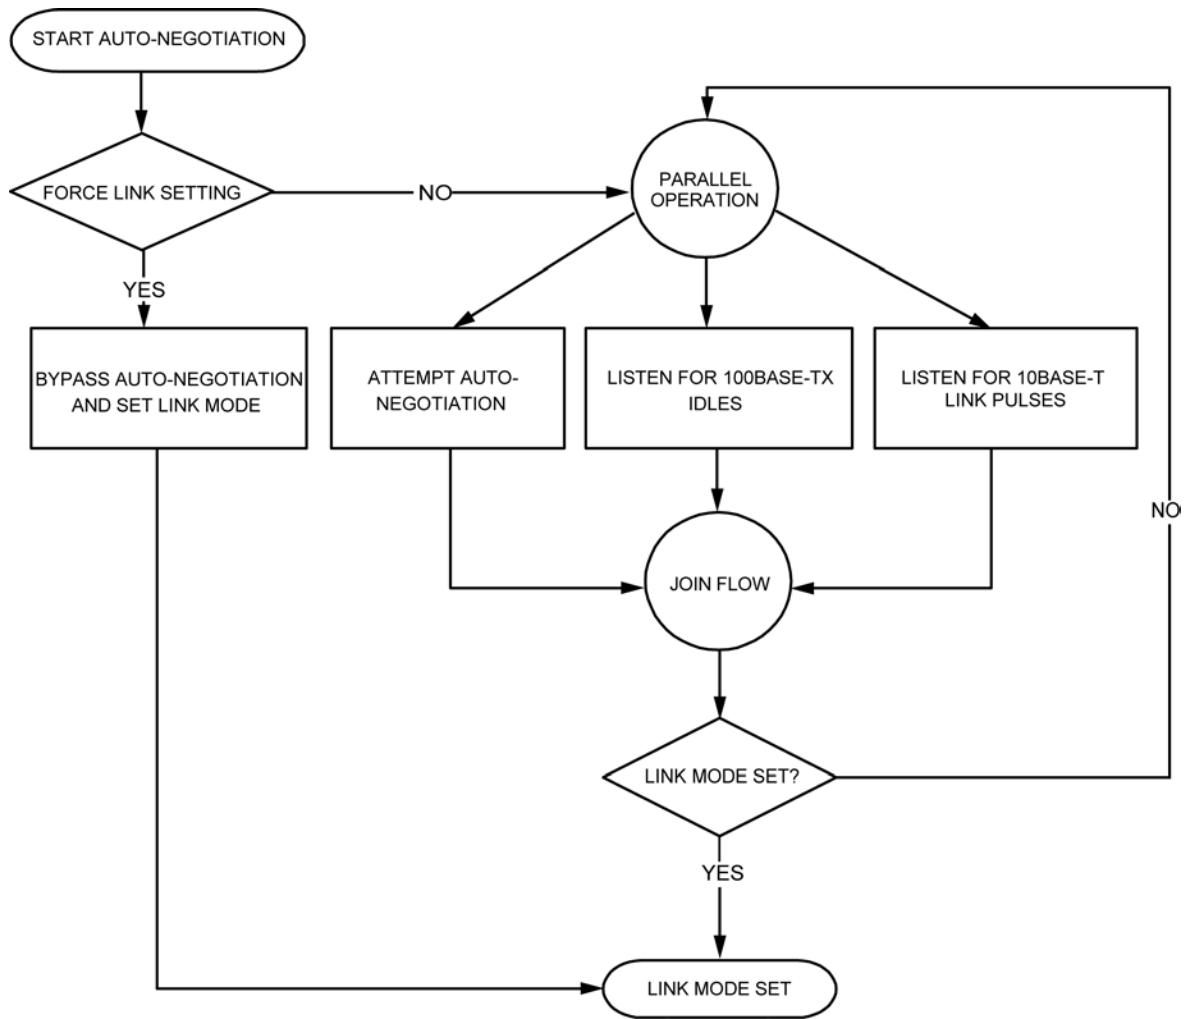 START AUTO-NEGOTIATION
FORCE LINK SETTING
NO
PARALLEL
OPERATION
YES
BYPASS AUTO-NEGOTIATION
AND SET LINK MODE
ATTEMPT AUTO-
NEGOTIATION
LISTEN FOR 100BASE-TX
IDLES
LISTEN FOR 10BASE-T
LINK PULSES
NO
JOIN FLOW
LINK MODE SET?
YES
LINK MODE SET